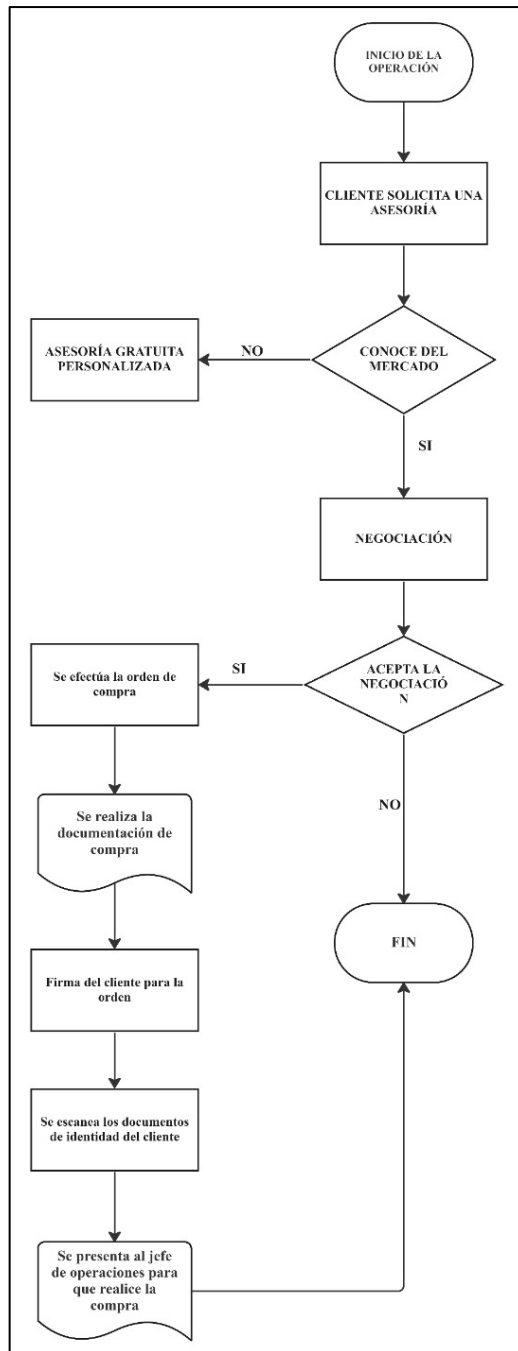 INICIO DE LA
OPERACIÓN
CLIENTE SOLICITA UNA
ASESORÍA
ASESORÍA GRATUITA
PERSONALIZADA
NO
CONOCE DEL
MERCADO
SI
NEGOCIACIÓN
Se efectúa la orden de
compra
SI
ACEPTA LA
NEGOCIACIÓ
N
Se realiza la
documentación de
compra
NO
Firma del cliente para la
orden
FIN
Se escanea los documentos
de identidad del cliente
Se presenta al jefe
de operaciones para
que realice la
compra